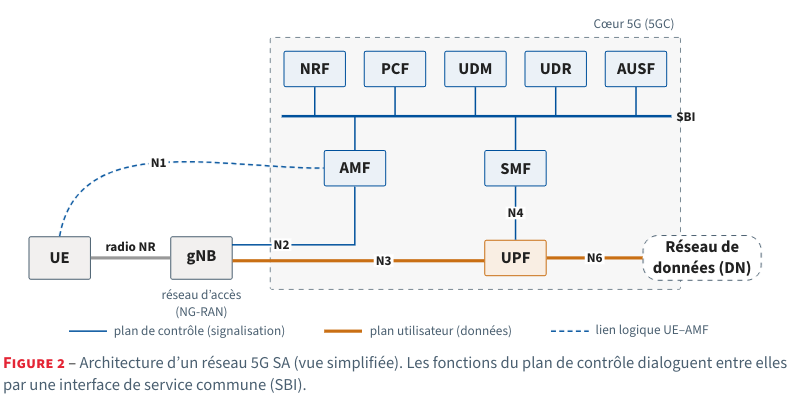 Cœur 5G (5GC)
NRF
PCF
UDM
UDR
AUSF
SBI
N1
AMF
SMF
N4
UE
radio NR
gNB
N2
N3
UPF
N6
Réseau de
données (DN)
réseau d’accès
(NG-RAN)
plan de contrôle (signalisation)
plan utilisateur (données)
lien logique UE–AMF
FIGURE 2 – Architecture d’un réseau 5G SA (vue simplifiée). Les fonctions du plan de contrôle dialoguent entre elles
par une interface de service commune (SBI).